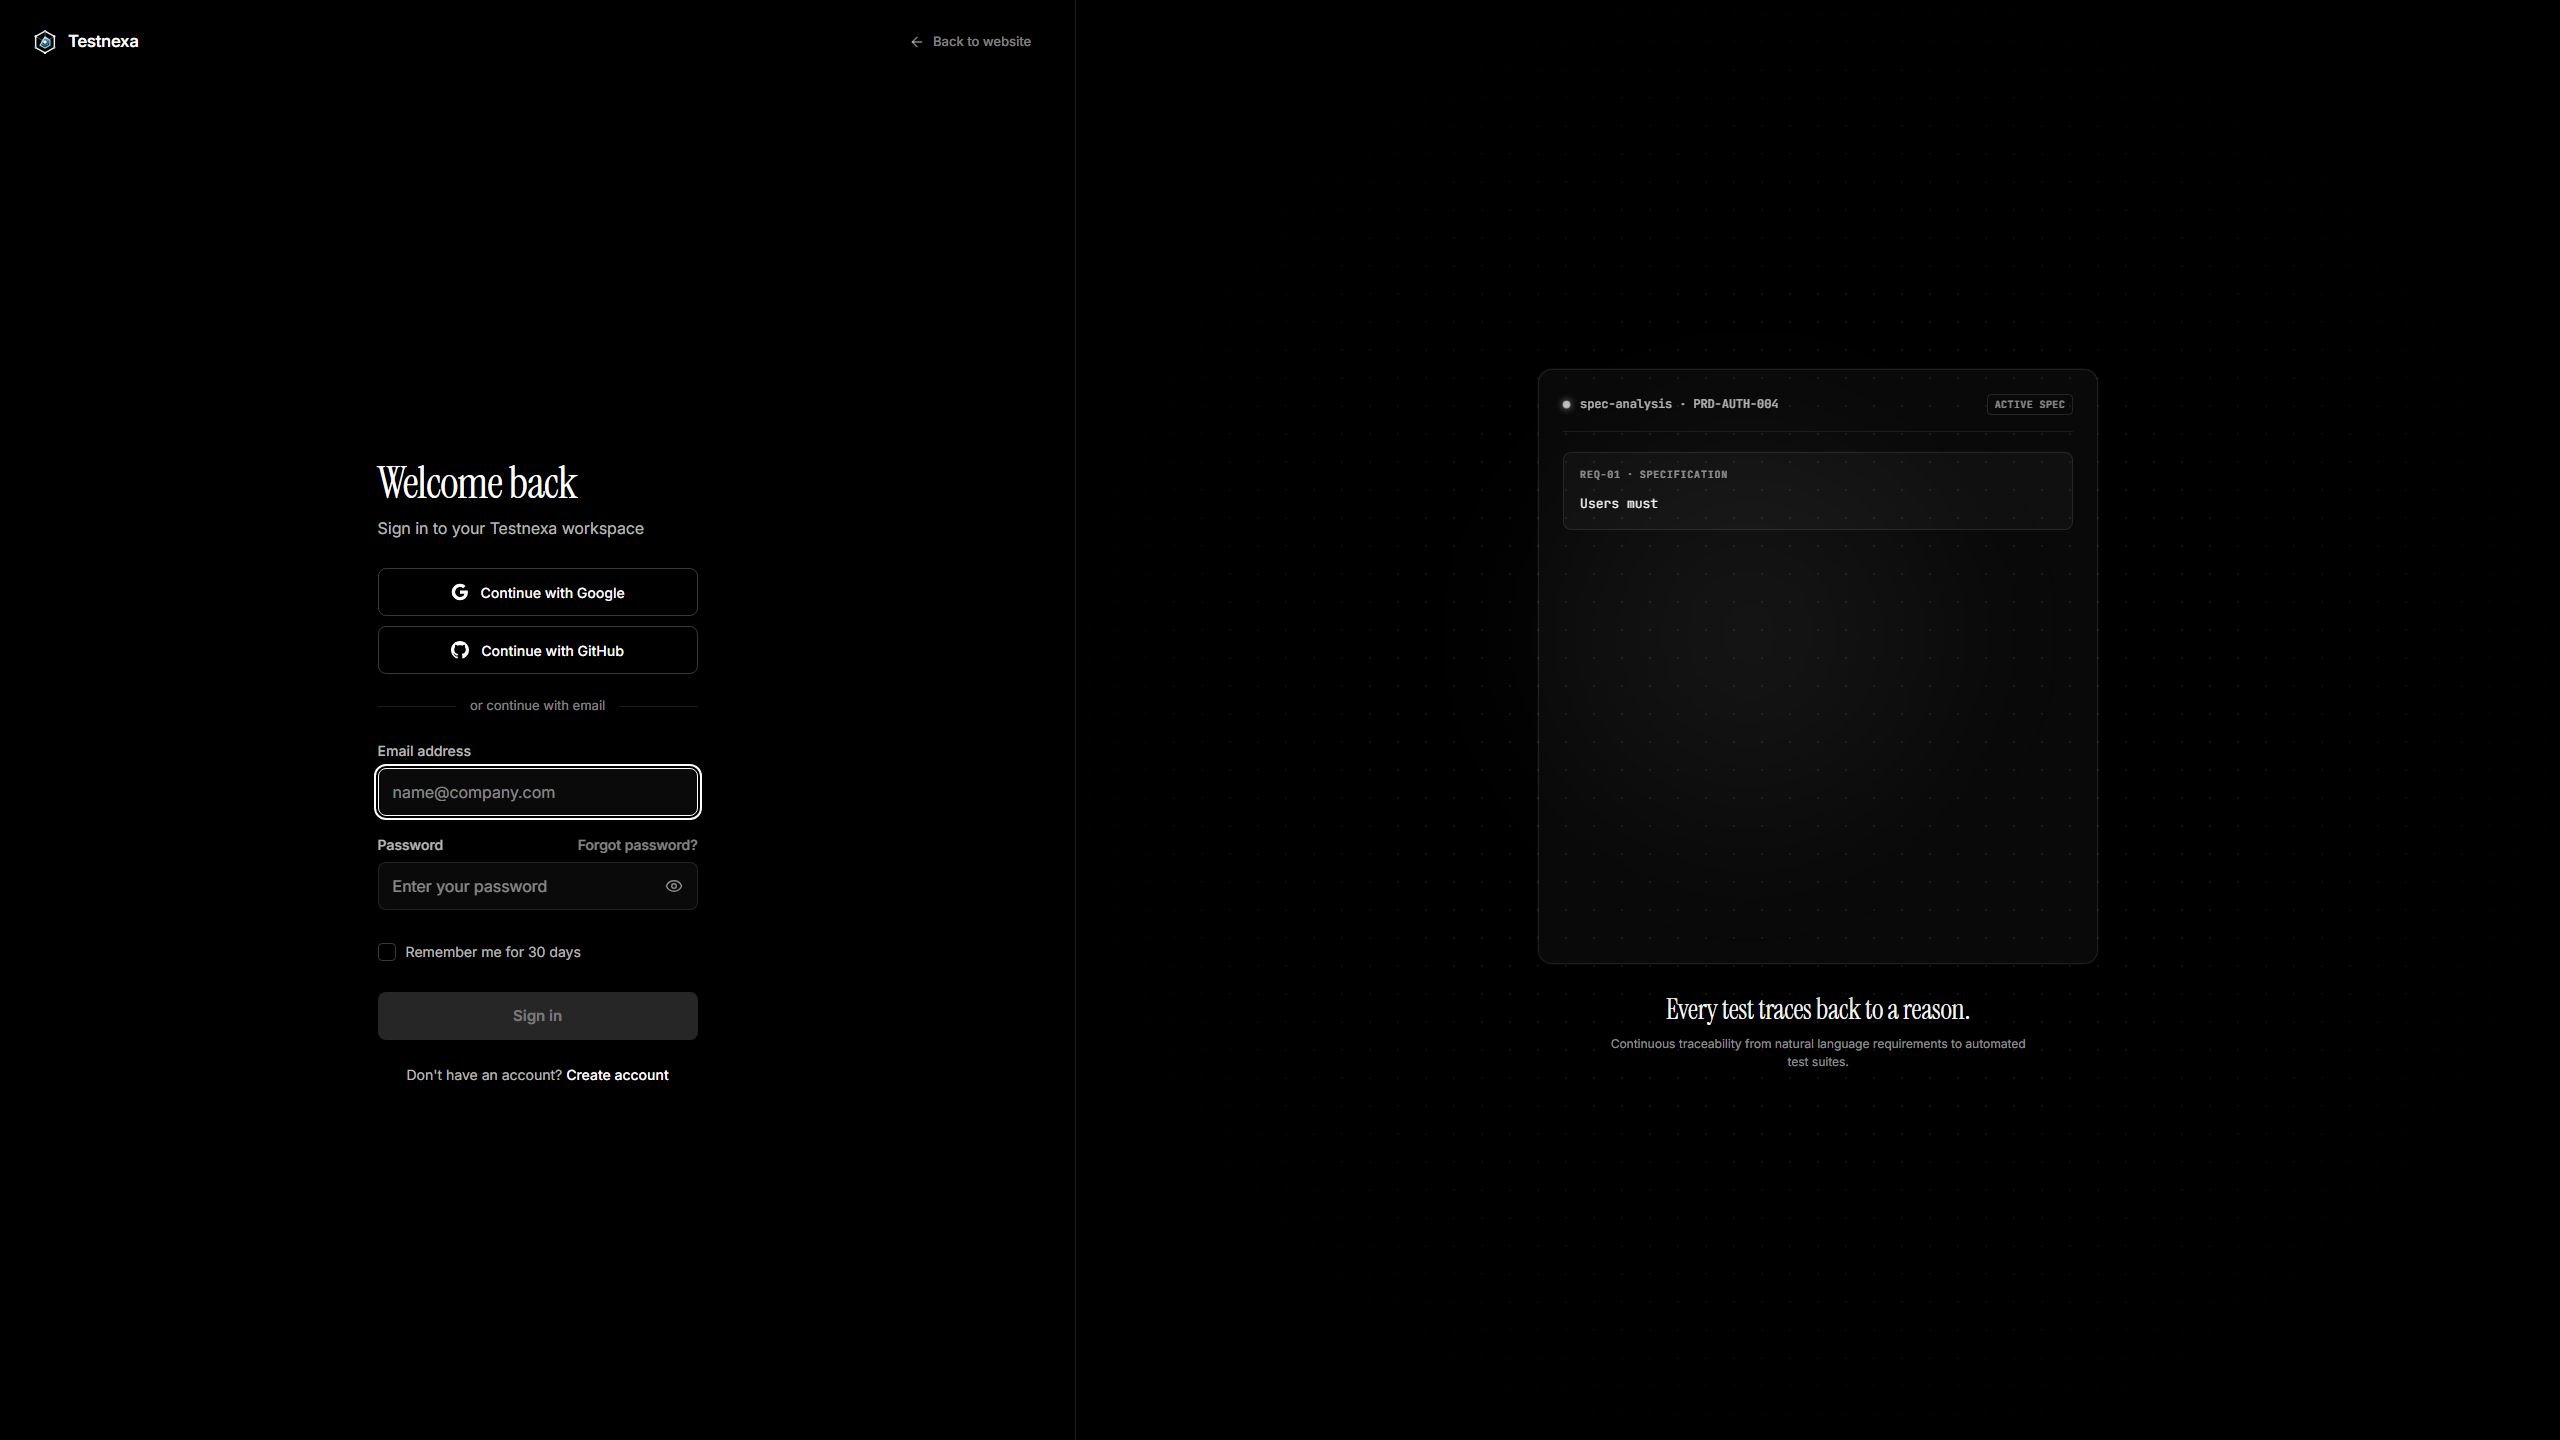 Testnexa
Back to website
Welcome back
Sign in to your Testnexa workspace
Continue with Google
Continue with GitHub
or continue with email
Email address
name@company.com
Password
Forgot password?
Enter your password
Remember me for 30 days
Sign in
Don't have an account? Create account
spec-analysis · PRD-AUTH-004
ACTIVE SPEC
REQ-01 · SPECIFICATION
Users must
Every test traces back to a reason.
Continuous traceability from natural language requirements to automated
test suites.